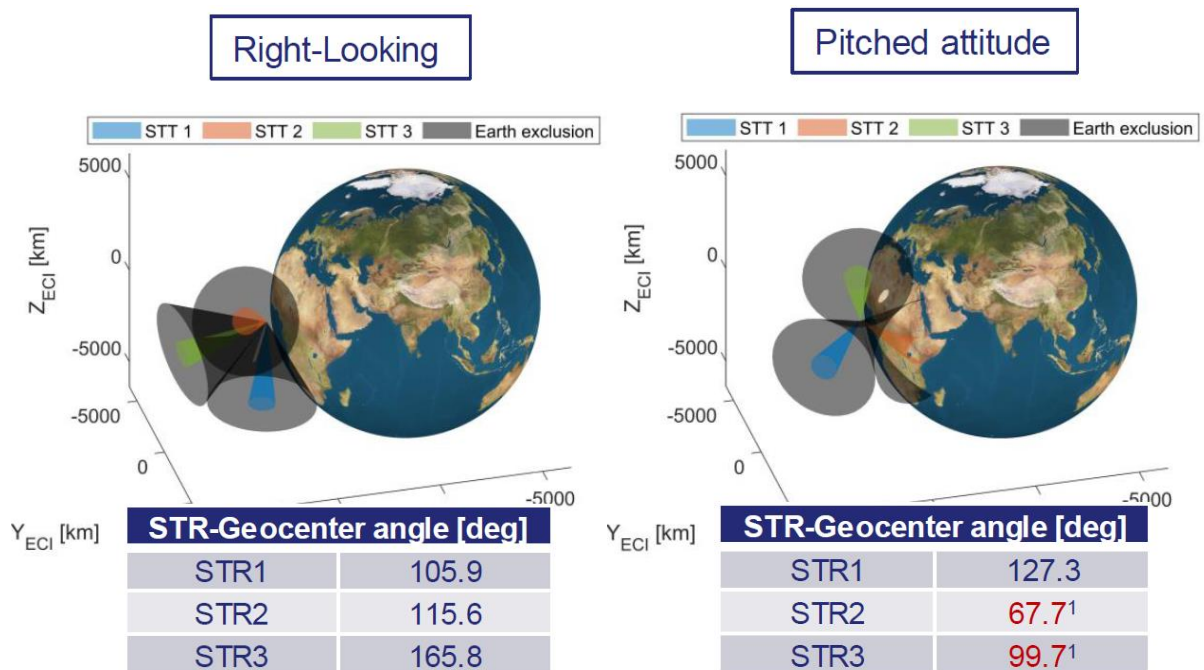 Right-Looking
Pitched attitude
STT 1 STT 2 STT 3 Earth exclusion
5000
0
-5000
Z_ECI [km]
-5000
0
-5000
Y_ECI [km]
STR-Geocenter angle [deg]
STR1 105.9
STR2 115.6
STR3 165.8
STT 1 STT 2 STT 3 Earth exclusion
5000
0
-5000
Z_ECI [km]
-5000
0
-5000
Y_ECI [km]
STR-Geocenter angle [deg]
STR1 127.3
STR2 67.7¹
STR3 99.7¹